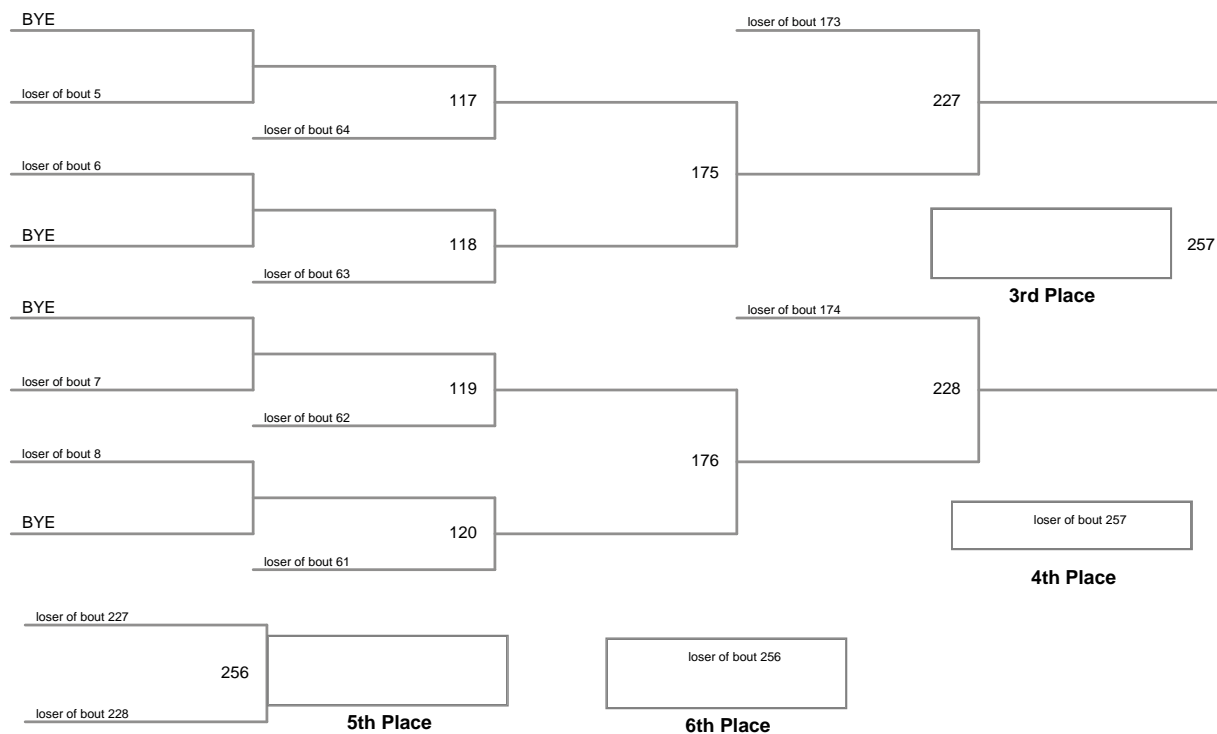 BYE
loser of bout 173
loser of bout 5
117
227
loser of bout 64
loser of bout 6
175
BYE
118
257
loser of bout 63
3rd Place
BYE
loser of bout 174
loser of bout 7
119
228
loser of bout 62
loser of bout 8
176
BYE
120
loser of bout 257
loser of bout 61
4th Place
loser of bout 227
256
loser of bout 256
loser of bout 228
5th Place
6th Place